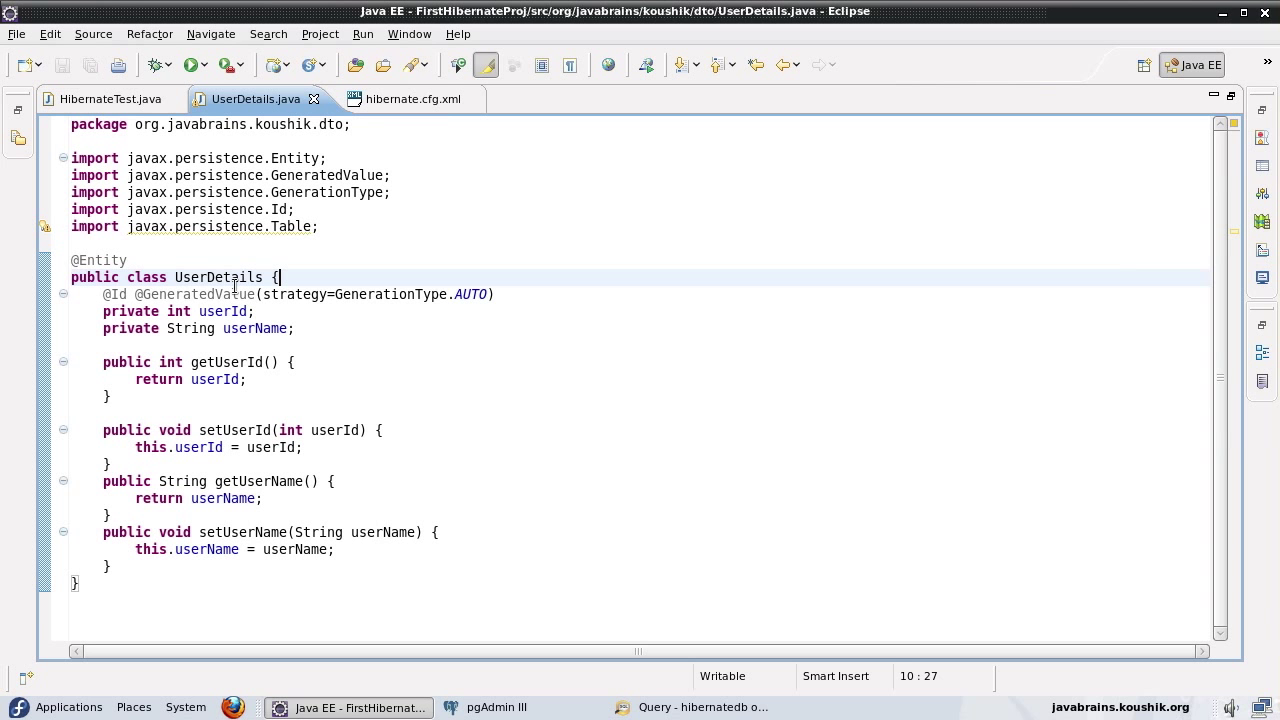 Java EE - FirstHibernateProj/src/org/javabrains/koushik/dto/UserDetails.java - Eclipse
File Edit Source Refactor Navigate Search Project Run Window Help
Java EE
HibernateTest.java UserDetails.java hibernate.cfg.xml
package org.javabrains.koushik.dto;
import javax.persistence.Entity;
import javax.persistence.GeneratedValue;
import javax.persistence.GenerationType;
import javax.persistence.Id;
import javax.persistence.Table;
@Entity
public class UserDetails {
@Id @GeneratedValue(strategy=GenerationType.AUTO)
private int userId;
private String userName;
public int getUserId() {
return userId;
}
public void setUserId(int userId) {
this.userId = userId;
}
public String getUserName() {
return userName;
}
public void setUserName(String userName) {
this.userName = userName;
}
}
Writable Smart Insert 10 : 27
Applications Places System Java EE - FirstHibernat... pgAdmin III Query - hibernatedb o... javabrains.koushik.org